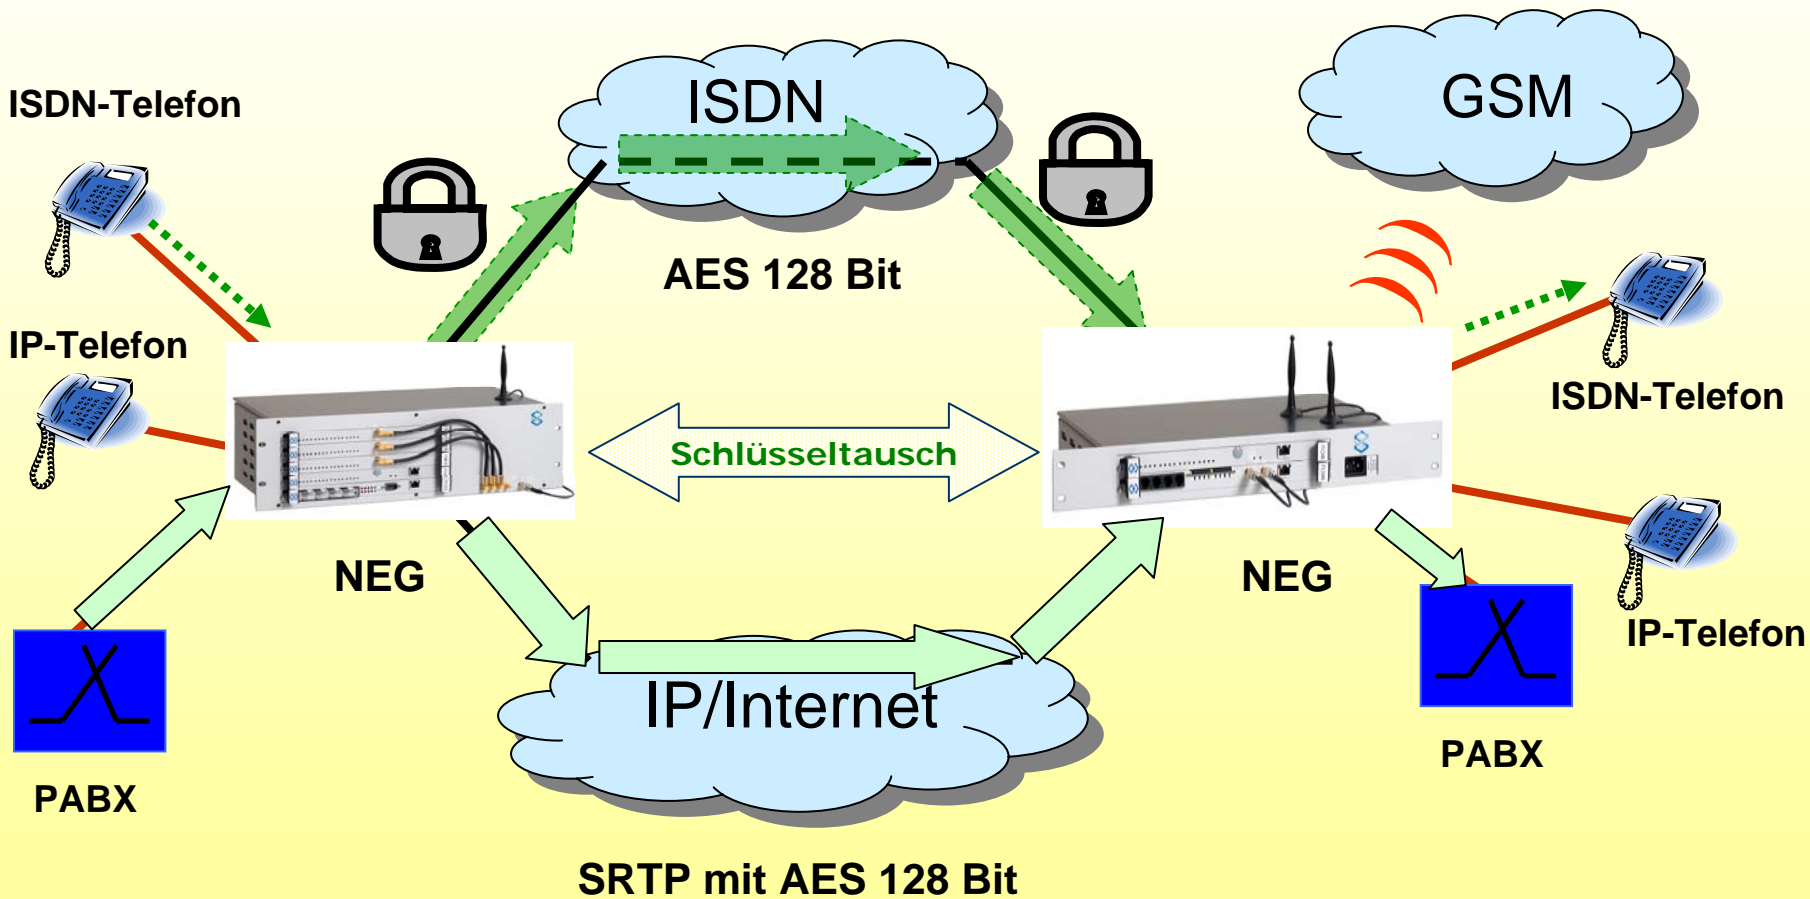 ISDN
GSM
ISDN-Telefon
AES 128 Bit
IP-Telefon
ISDN-Telefon
Schlüsseltausch
NEG
NEG
IP-Telefon
IP/Internet
PABX
PABX
SRTP mit AES 128 Bit